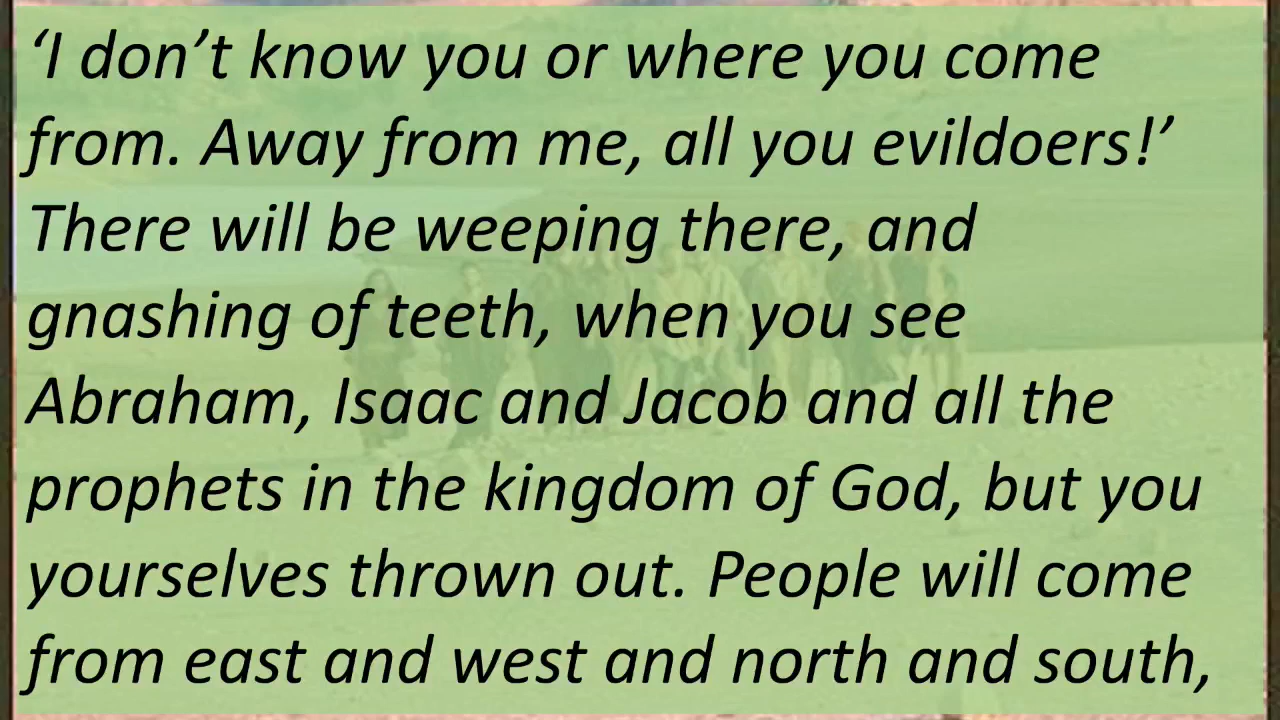 ‘I don’t know you or where you come
from. Away from me, all you evildoers!’
There will be weeping there, and
gnashing of teeth, when you see
Abraham, Isaac and Jacob and all the
prophets in the kingdom of God, but you
yourselves thrown out. People will come
from east and west and north and south,